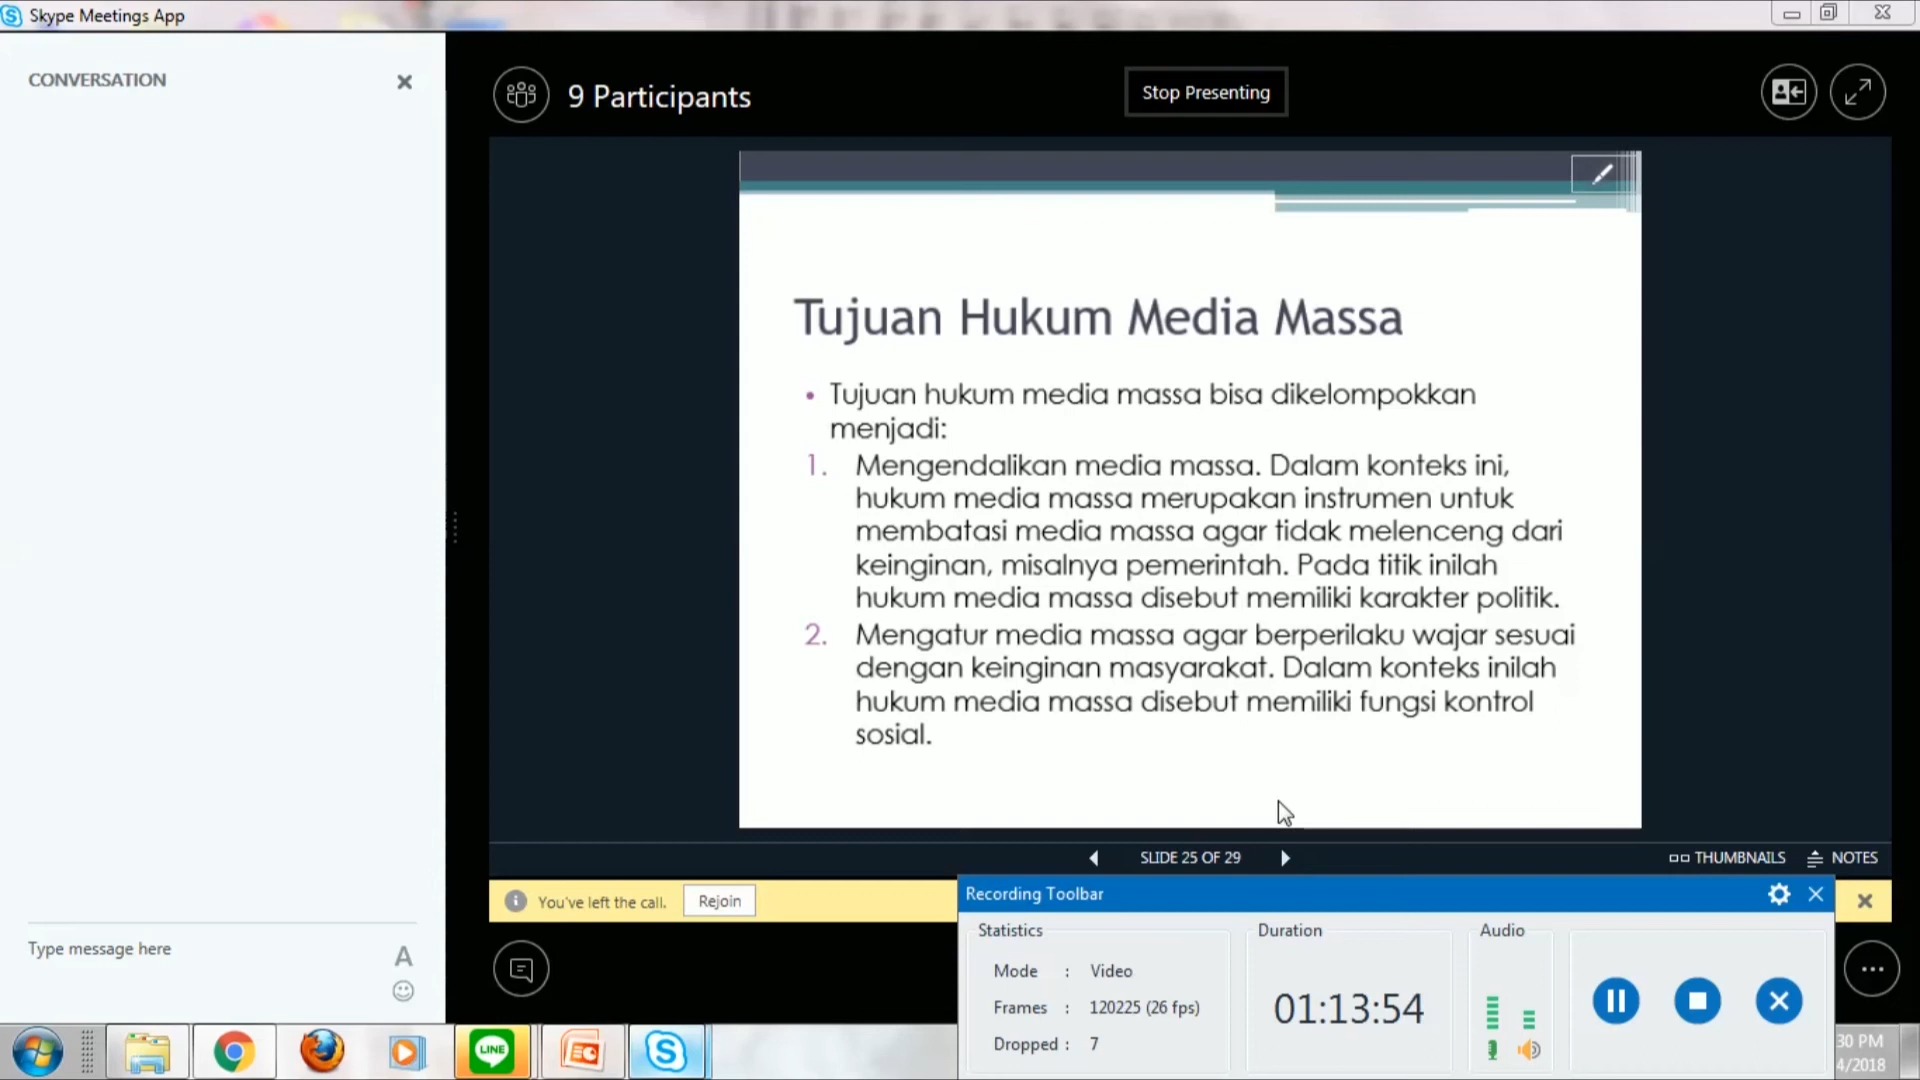 Skype Meetings App
CONVERSATION
9 Participants
Stop Presenting
Tujuan Hukum Media Massa
• Tujuan hukum media massa bisa dikelompokkan
menjadi:
1. Mengendalikan media massa. Dalam konteks ini,
hukum media massa merupakan instrumen untuk
membatasi media massa agar tidak melenceng dari
keinginan, misalnya pemerintah. Pada titik inilah
hukum media massa disebut memiliki karakter politik.
2. Mengatur media massa agar berperilaku wajar sesuai
dengan keinginan masyarakat. Dalam konteks inilah
hukum media massa disebut memiliki fungsi kontrol
sosial.
SLIDE 25 OF 29
THUMBNAILS
NOTES
You've left the call.
Rejoin
Type message here
A
Recording Toolbar
Statistics
Mode : Video
Frames : 120225 (26 fps)
Dropped : 7
Duration
01:13:54
Audio
LINE
30 PM
4/2018